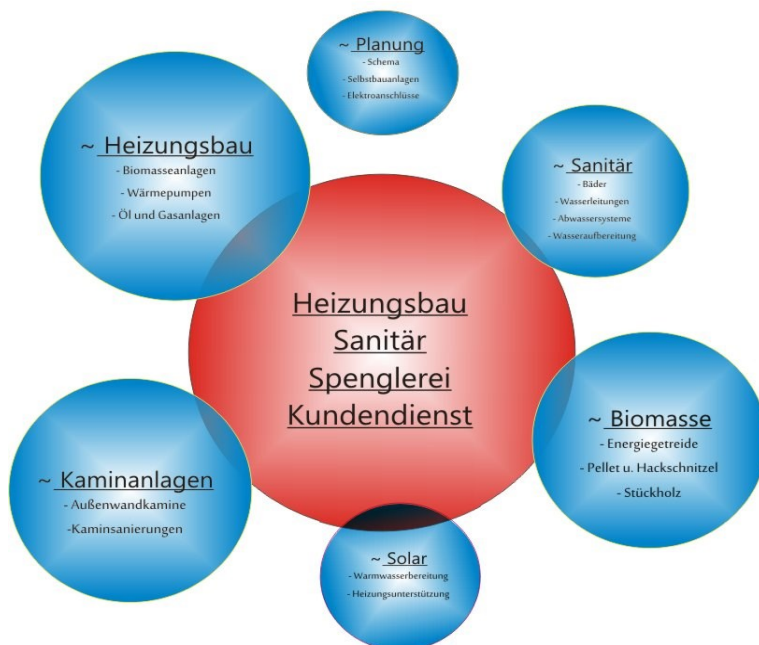 ~ Planung
- Schema
- Selbstbauanlagen
- Elektroanschlüsse
~ Heizungsbau
- Biomasseanlagen
- Wärmepumpen
- Öl und Gasanlagen
~ Sanitär
- Bäder
- Wasserleitungen
- Abwassersysteme
- Wasseraufbereitung
Heizungsbau
Sanitär
Spenglerei
Kundendienst
~ Biomasse
- Energiegetreide
- Pellet u. Hackschnitzel
- Stückholz
~ Kaminanlagen
- Außenwandkamine
-Kaminsanierungen
~ Solar
- Warmwasserbereitung
- Heizungsunterstützung